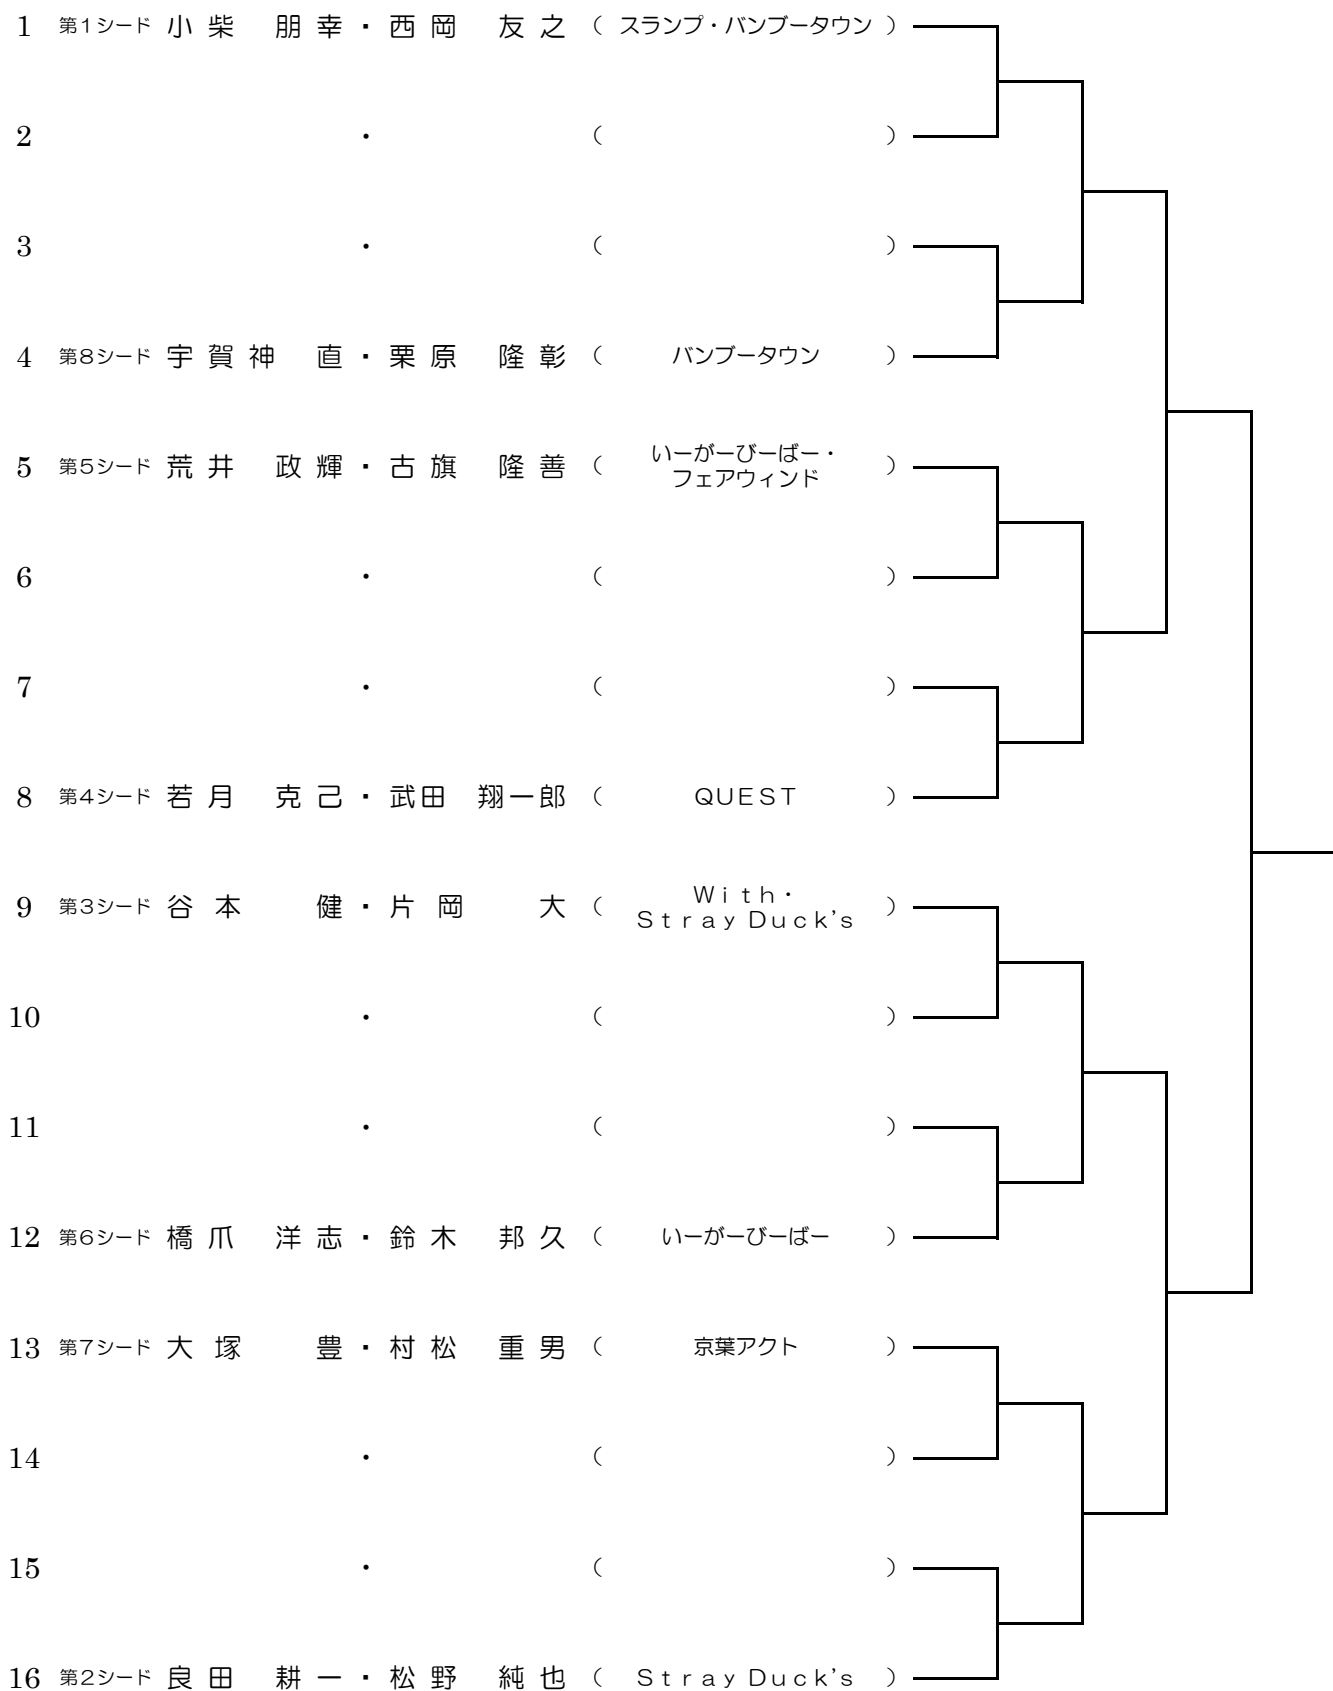 1 第1シード 小柴 朋幸・西岡 友之 ( スランプ・バンブータウン )
2 ・ ( )
3 ・ ( )
4 第8シード 宇賀神 直・栗原 隆彰 ( バンブータウン )
5 第5シード 荒井 政輝・古旗 隆善 ( いーがーびーばー・
フェアウィンド )
6 ・ ( )
7 ・ ( )
8 第4シード 若月 克己・武田 翔一郎 ( QUEST )
9 第3シード 谷本 健・片岡 大 ( With・
Stray Duck's )
10 ・ ( )
11 ・ ( )
12 第6シード 橋爪 洋志・鈴木 邦久 ( いーがーびーばー )
13 第7シード 大塚 豊・村松 重男 ( 京葉アクト )
14 ・ ( )
15 ・ ( )
16 第2シード 良田 耕一・松野 純也 ( Stray Duck's )